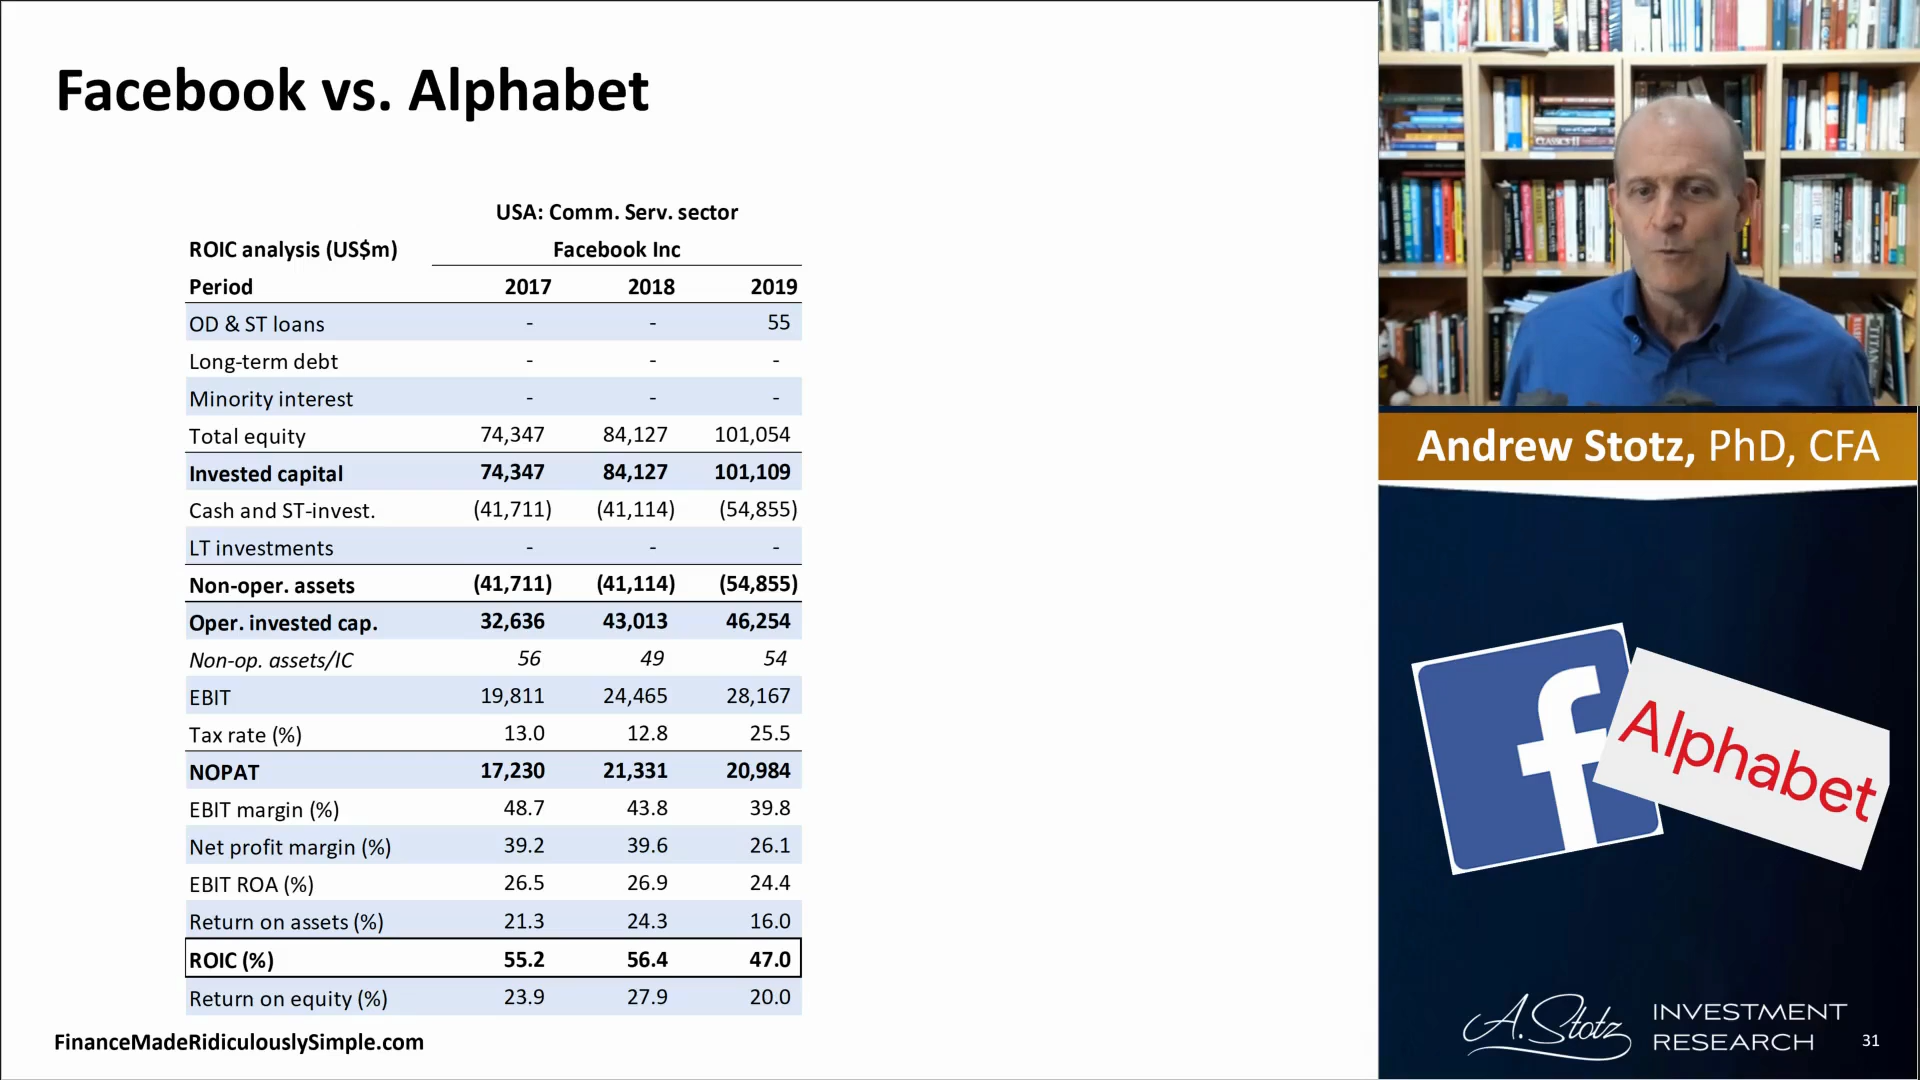 Facebook vs. Alphabet
USA: Comm. Serv. sector
ROIC analysis (US$m) Facebook Inc
Period 2017 2018 2019
OD & ST loans - - 55
Long-term debt - - -
Minority interest - - -
Total equity 74,347 84,127 101,054
Invested capital 74,347 84,127 101,109
Cash and ST-invest. (41,711) (41,114) (54,855)
LT investments - - -
Non-oper. assets (41,711) (41,114) (54,855)
Oper. invested cap. 32,636 43,013 46,254
Non-op. assets/IC 56 49 54
EBIT 19,811 24,465 28,167
Tax rate (%) 13.0 12.8 25.5
NOPAT 17,230 21,331 20,984
EBIT margin (%) 48.7 43.8 39.8
Net profit margin (%) 39.2 39.6 26.1
EBIT ROA (%) 26.5 26.9 24.4
Return on assets (%) 21.3 24.3 16.0
ROIC (%) 55.2 56.4 47.0
Return on equity (%) 23.9 27.9 20.0
FinanceMadeRidiculouslySimple.com
Andrew Stotz, PhD, CFA
f
Alphabet
A. Stotz
INVESTMENT
RESEARCH
31